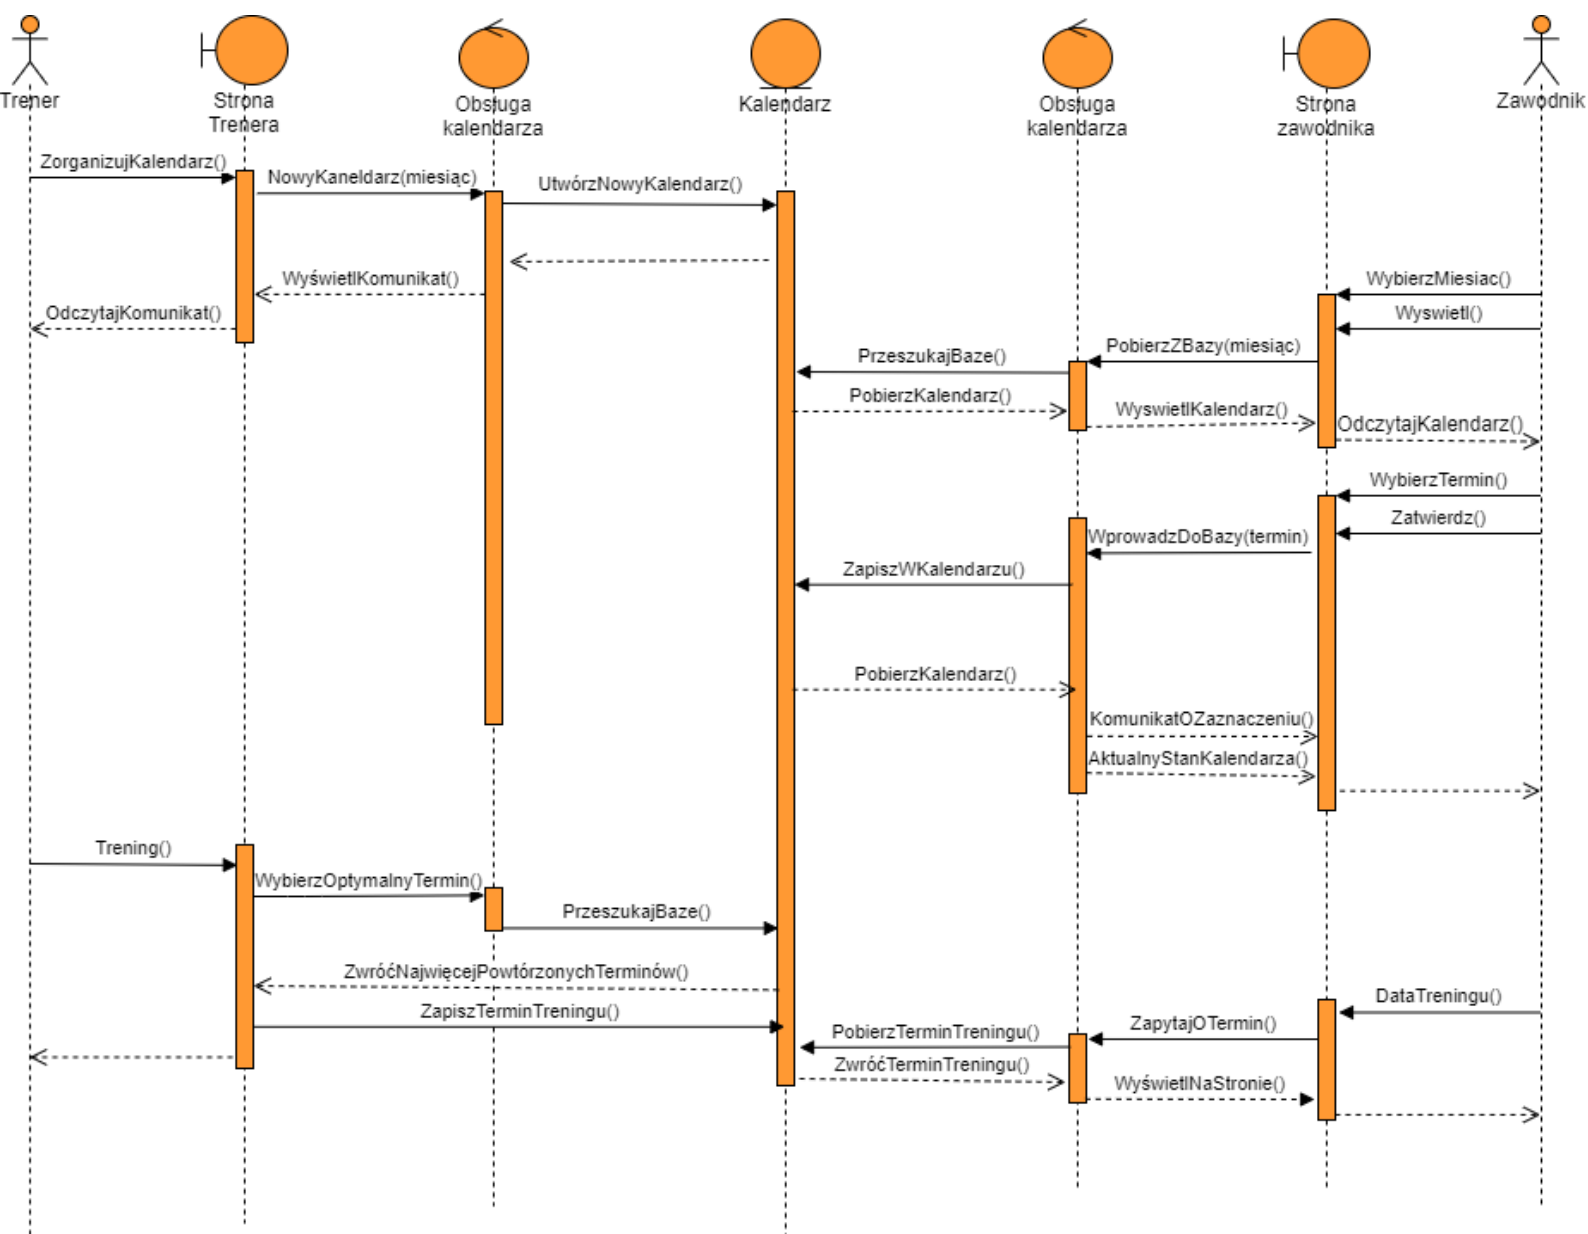 Trener
Strona
Trenera
Obsługa
kalendarza
Kalendarz
Obsługa
kalendarza
Strona
zawodnika
Zawodnik
ZorganizujKalendarz()
NowyKaneldarz(miesiąc)
UtwórzNowyKalendarz()
WyświetlKomunikat()
OdczytajKomunikat()
WybierzMiesiac()
Wyswietl()
PobierzZBazy(miesiąc)
PrzeszukajBaze()
PobierzKalendarz()
WyswietlKalendarz()
OdczytajKalendarz()
WybierzTermin()
Zatwierdz()
WprowadzDoBazy(termin)
ZapiszWKalendarzu()
PobierzKalendarz()
KomunikatOZaznaczeniu()
AktualnyStanKalendarza()
Trening()
WybierzOptymalnyTermin()
PrzeszukajBaze()
ZwróćNajwięcejPowtórzonychTerminów()
ZapiszTerminTreningu()
DataTreningu()
ZapytajOTermin()
PobierzTerminTreningu()
ZwróćTerminTreningu()
WyświetlNaStronie()